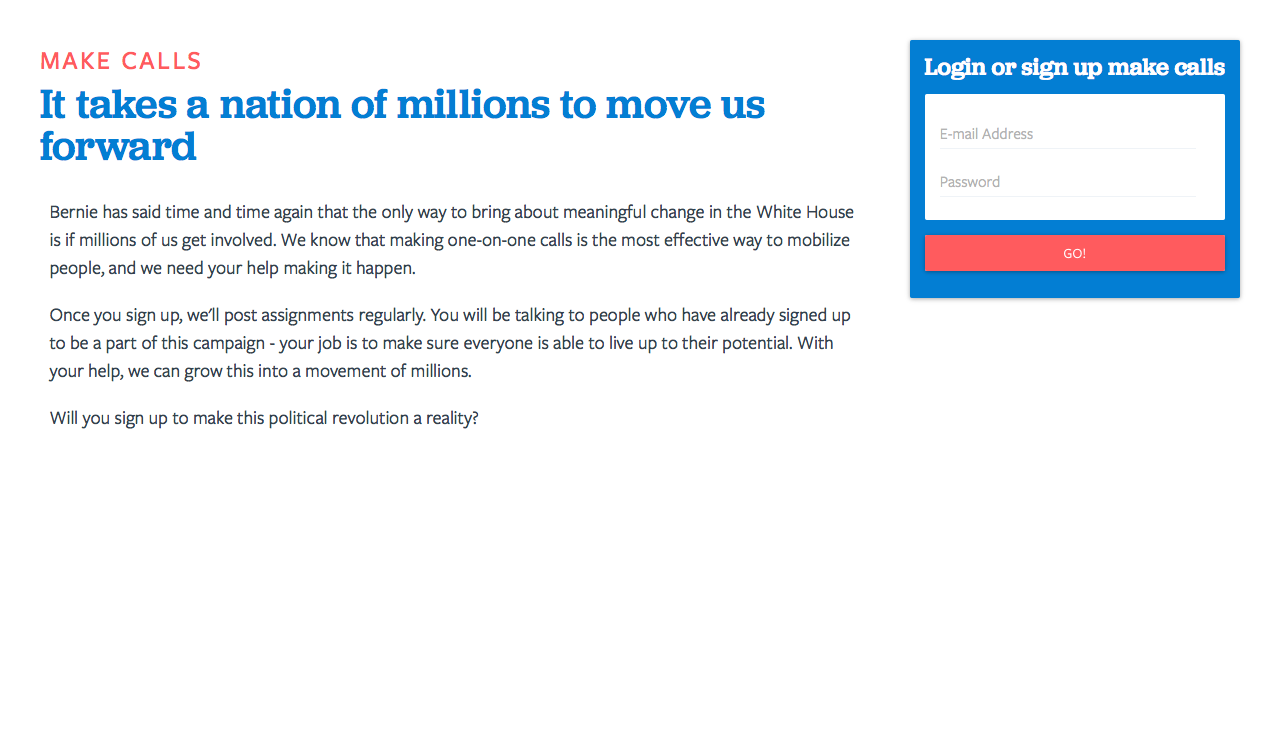 MAKE CALLS
It takes a nation of millions to move us
forward
Bernie has said time and time again that the only way to bring about meaningful change in the White House
is if millions of us get involved. We know that making one-on-one calls is the most effective way to mobilize
people, and we need your help making it happen.
Once you sign up, we'll post assignments regularly. You will be talking to people who have already signed up
to be a part of this campaign - your job is to make sure everyone is able to live up to their potential. With
your help, we can grow this into a movement of millions.
Will you sign up to make this political revolution a reality?
Login or sign up make calls
E-mail Address
Password
GO!